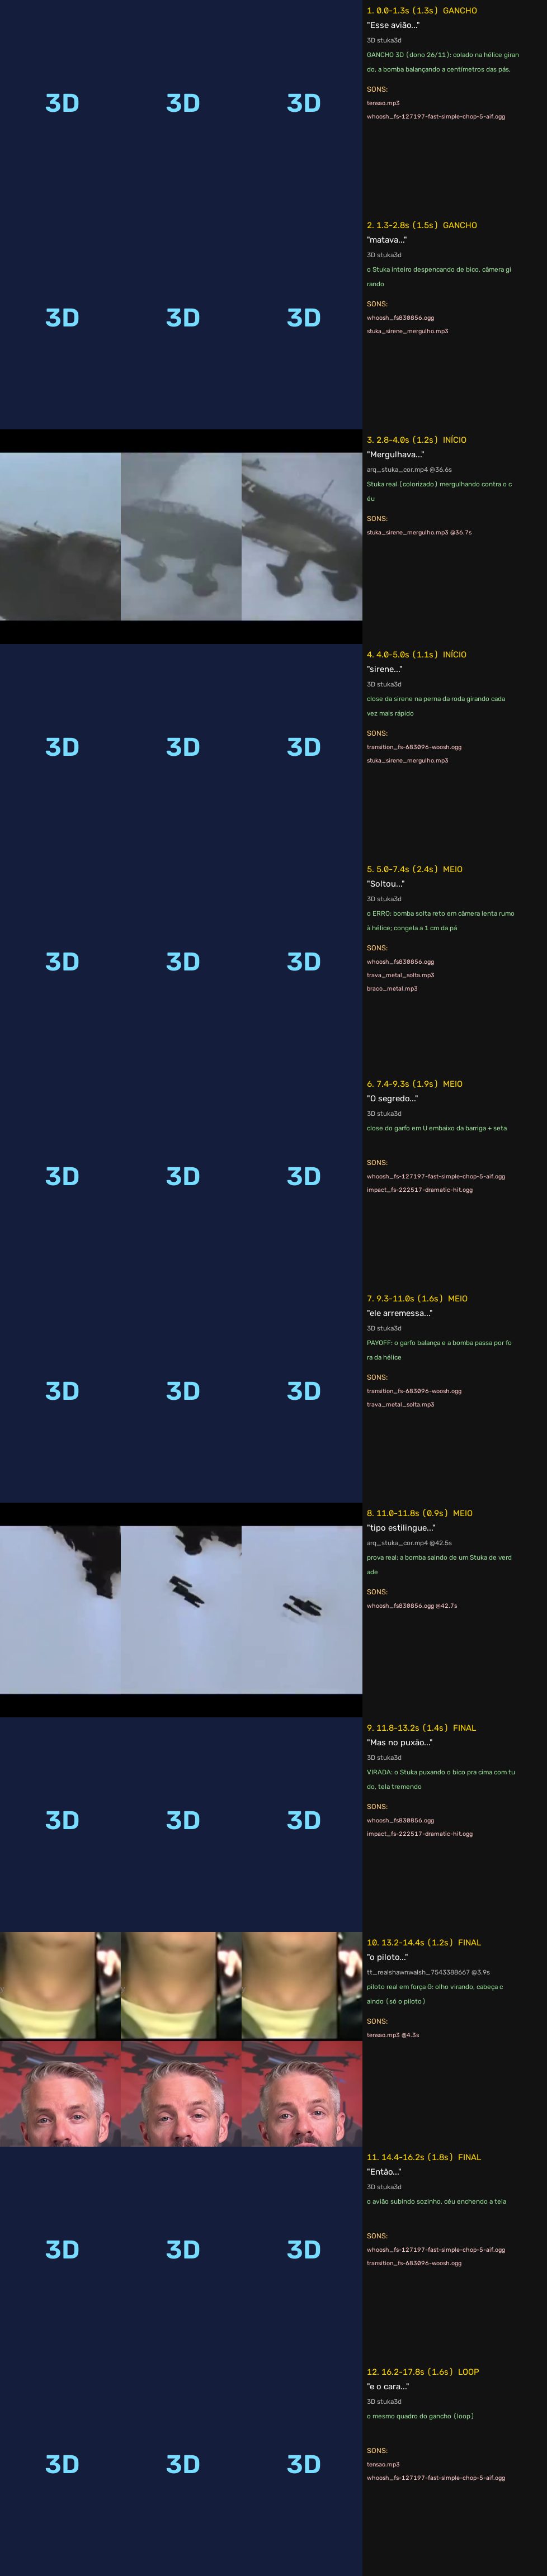 3D 3D 3D
1. 0.0-1.3s (1.3s) GANCHO
"Esse avião..."
3D stuka3d
GANCHO 3D (dono 26/11): colado na hélice giran
do, a bomba balançando a centímetros das pás,
SONS:
tensao.mp3
whoosh_fs-127197-fast-simple-chop-5-aif.ogg
3D 3D 3D
2. 1.3-2.8s (1.5s) GANCHO
"matava..."
3D stuka3d
o Stuka inteiro despencando de bico, câmera gi
rando
SONS:
whoosh_fs830856.ogg
stuka_sirene_mergulho.mp3
3. 2.8-4.0s (1.2s) INÍCIO
"Mergulhava..."
arq_stuka_cor.mp4 @36.6s
Stuka real (colorizado) mergulhando contra o c
éu
SONS:
stuka_sirene_mergulho.mp3 @36.7s
3D 3D 3D
4. 4.0-5.0s (1.1s) INÍCIO
"sirene..."
3D stuka3d
close da sirene na perna da roda girando cada
vez mais rápido
SONS:
transition_fs-683096-woosh.ogg
stuka_sirene_mergulho.mp3
3D 3D 3D
5. 5.0-7.4s (2.4s) MEIO
"Soltou..."
3D stuka3d
o ERRO: bomba solta reto em câmera lenta rumo
à hélice; congela a 1 cm da pá
SONS:
whoosh_fs830856.ogg
trava_metal_solta.mp3
braco_metal.mp3
3D 3D 3D
6. 7.4-9.3s (1.9s) MEIO
"O segredo..."
3D stuka3d
close do garfo em U embaixo da barriga + seta
SONS:
whoosh_fs-127197-fast-simple-chop-5-aif.ogg
impact_fs-222517-dramatic-hit.ogg
3D 3D 3D
7. 9.3-11.0s (1.6s) MEIO
"ele arremessa..."
3D stuka3d
PAYOFF: o garfo balança e a bomba passa por fo
ra da hélice
SONS:
transition_fs-683096-woosh.ogg
trava_metal_solta.mp3
8. 11.0-11.8s (0.9s) MEIO
"tipo estilingue..."
arq_stuka_cor.mp4 @42.5s
prova real: a bomba saindo de um Stuka de verd
ade
SONS:
whoosh_fs830856.ogg @42.7s
3D 3D 3D
9. 11.8-13.2s (1.4s) FINAL
"Mas no puxão..."
3D stuka3d
VIRADA: o Stuka puxando o bico pra cima com tu
do, tela tremendo
SONS:
whoosh_fs830856.ogg
impact_fs-222517-dramatic-hit.ogg
10. 13.2-14.4s (1.2s) FINAL
"o piloto..."
tt_realshawnwalsh_7543388667 @3.9s
piloto real em força G: olho virando, cabeça c
aindo (só o piloto)
SONS:
tensao.mp3 @4.3s
3D 3D 3D
11. 14.4-16.2s (1.8s) FINAL
"Então..."
3D stuka3d
o avião subindo sozinho, céu enchendo a tela
SONS:
whoosh_fs-127197-fast-simple-chop-5-aif.ogg
transition_fs-683096-woosh.ogg
3D 3D 3D
12. 16.2-17.8s (1.6s) LOOP
"e o cara..."
3D stuka3d
o mesmo quadro do gancho (loop)
SONS:
tensao.mp3
whoosh_fs-127197-fast-simple-chop-5-aif.ogg